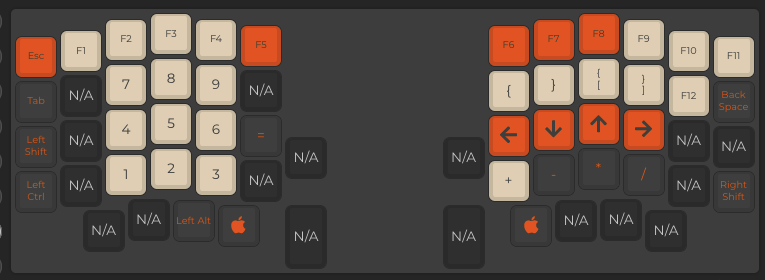 Esc F1 F2 F3 F4 F5 F6 F7 F8 F9 F10 F11
Tab N/A 7 8 9 N/A { } { [ } ] F12 Back Space
Left Shift N/A 4 5 6 = N/A N/A ← ↓ ↑ → N/A N/A
Left Ctrl N/A 1 2 3 N/A + - * / N/A Right Shift
N/A N/A Left Alt N/A N/A N/A N/A N/A